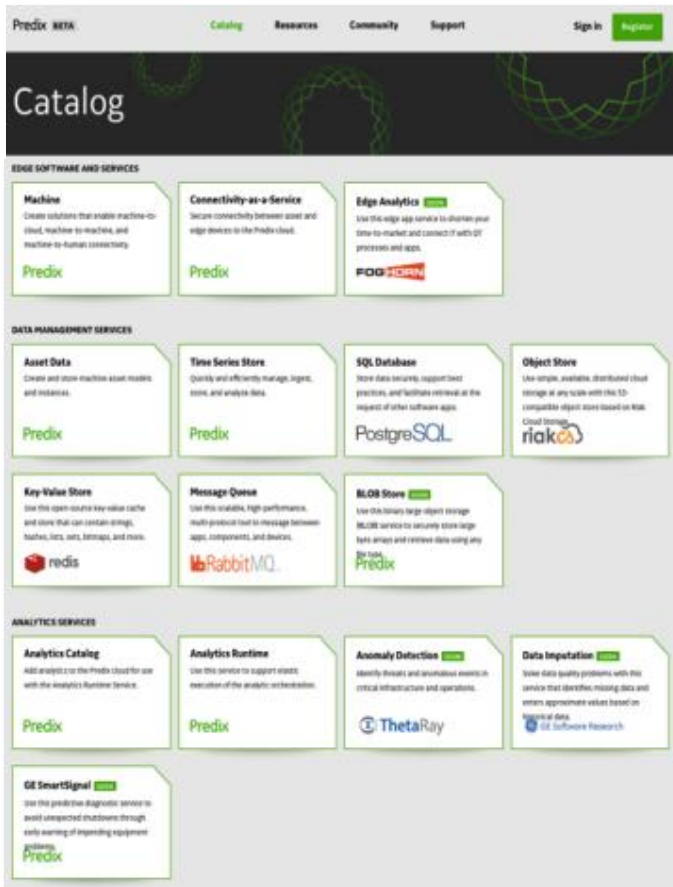 Predix BETA
Catalog Resources Community Support
Sign in Register
Catalog
EDGE SOFTWARE AND SERVICES
Machine
Create solutions that enable machine-to-
cloud, machine-to-machine, and
machine-to-human connectivity.
Predix
Connectivity-as-a-Service
Secure connectivity between asset and
edge devices to the Predix cloud.
Predix
Edge Analytics SOON
Use this edge app service to shorten your
time-to-market and connect IT with OT
processes and apps.
FOGHORN
DATA MANAGEMENT SERVICES
Asset Data
Create and store machine asset models
and instances.
Predix
Time Series Store
Quickly and efficiently manage, ingest,
store, and analyze data.
Predix
SQL Database
Store data securely, support best
practices, and facilitate retrieval at the
request of other software apps.
PostgreSQL
Object Store
Use simple, available, distributed cloud
storage at any scale with this S3-
compatible object store based on Riak
Cloud Storage.
riakcs
Key-Value Store
Use this open-source key-value cache
and store that can contain strings,
hashes, lists, sets, bitmaps, and more.
redis
Message Queue
Use this scalable, high performance,
multi-protocol tool to message between
apps, components, and devices.
RabbitMQ
BLOB Store SOON
Use this binary large object storage
(BLOB) service to securely store large
byte arrays and retrieve data using any
file type.
Predix
ANALYTICS SERVICES
Analytics Catalog
Add analytics to the Predix cloud for use
with the Analytics Runtime Service.
Predix
Analytics Runtime
Use this service to support elastic
execution of the analytic orchestration.
Predix
Anomaly Detection SOON
Identify threats and anomalous events in
critical infrastructure and operations.
ThetaRay
Data Imputation SOON
Solve data quality problems with this
service that identifies missing data and
enters approximate values based on
historical data.
GE Software Research
GE SmartSignal SOON
Use this predictive diagnostic service to
avoid unexpected shutdowns through
early warning of impending equipment
problems.
Predix